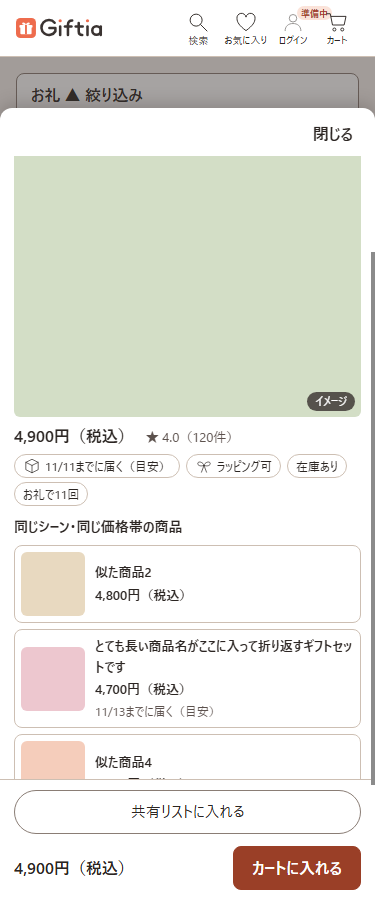 Giftia
検索
お気に入り
ログイン
準備中
カート
お礼 ▲ 絞り込み
閉じる
イメージ
4,900円（税込） ★ 4.0（120件）
11/11までに届く（目安）
ラッピング可
在庫あり
お礼で11回
同じシーン・同じ価格帯の商品
似た商品2
4,800円（税込）
とても長い商品名がここに入って折り返すギフトセッ
トです
4,700円（税込）
11/13までに届く（目安）
似た商品4
共有リストに入れる
4,900円（税込）
カートに入れる